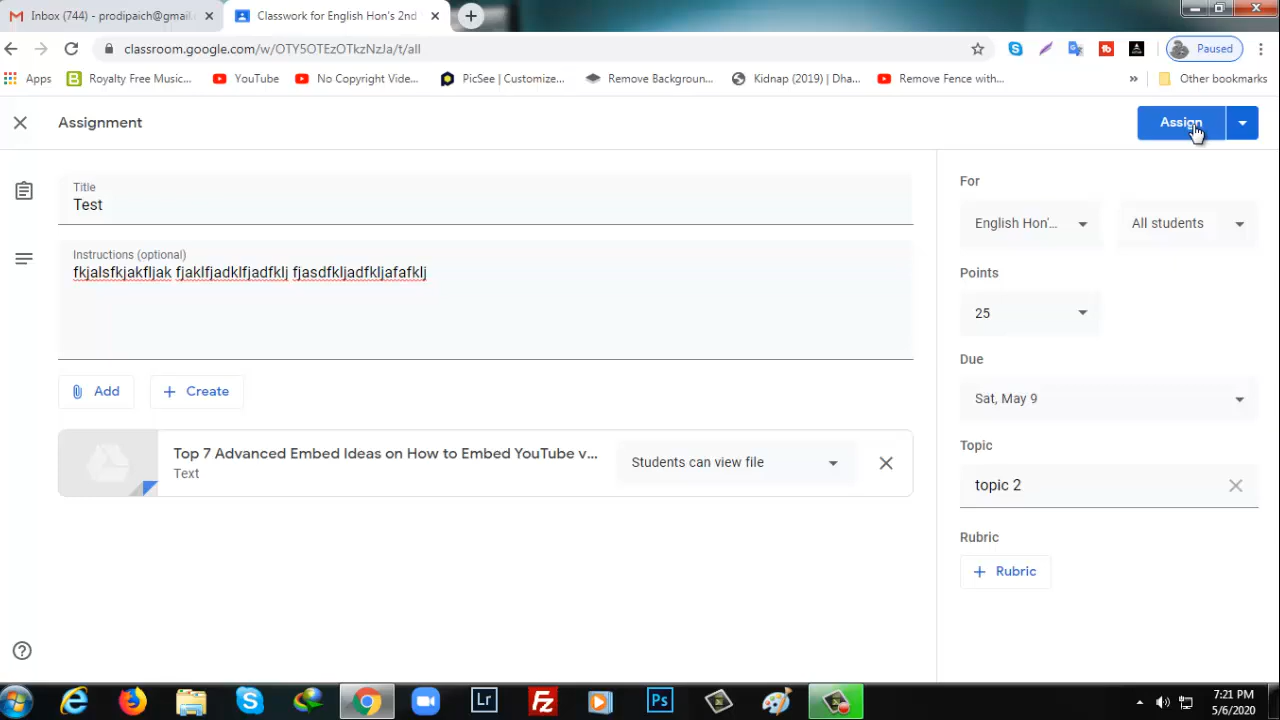 Inbox (744) - prodipaich@gmail.
Classwork for English Hon's 2nd
classroom.google.com/w/OTY5OTEzOTkzNzJa/t/all
Paused
Apps
Royalty Free Music...
YouTube
No Copyright Vide...
PicSee | Customize...
Remove Backgroun...
Kidnap (2019) | Dha...
Remove Fence with...
»
Other bookmarks
Assignment
Assign
Title
Test
Instructions (optional)
fkjalsfkjakfljak fjaklfjadklfjadfklj fjasdfkljadfkljafafklj
Add
Create
Top 7 Advanced Embed Ideas on How to Embed YouTube v...
Text
Students can view file
For
English Hon'...
All students
Points
25
Due
Sat, May 9
Topic
topic 2
Rubric
Rubric
Lr
Ps
7:21 PM
5/6/2020